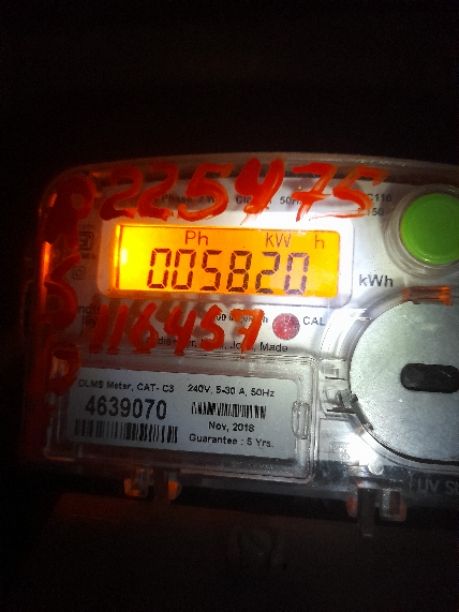 225475
Ph kW h
005820
kWh
116457
CAL
Made
DLMS Meter, CAT- C3 240V, 5-30 A, 50Hz
4639070
Nov, 2018
Guarantee : 5 Yrs.